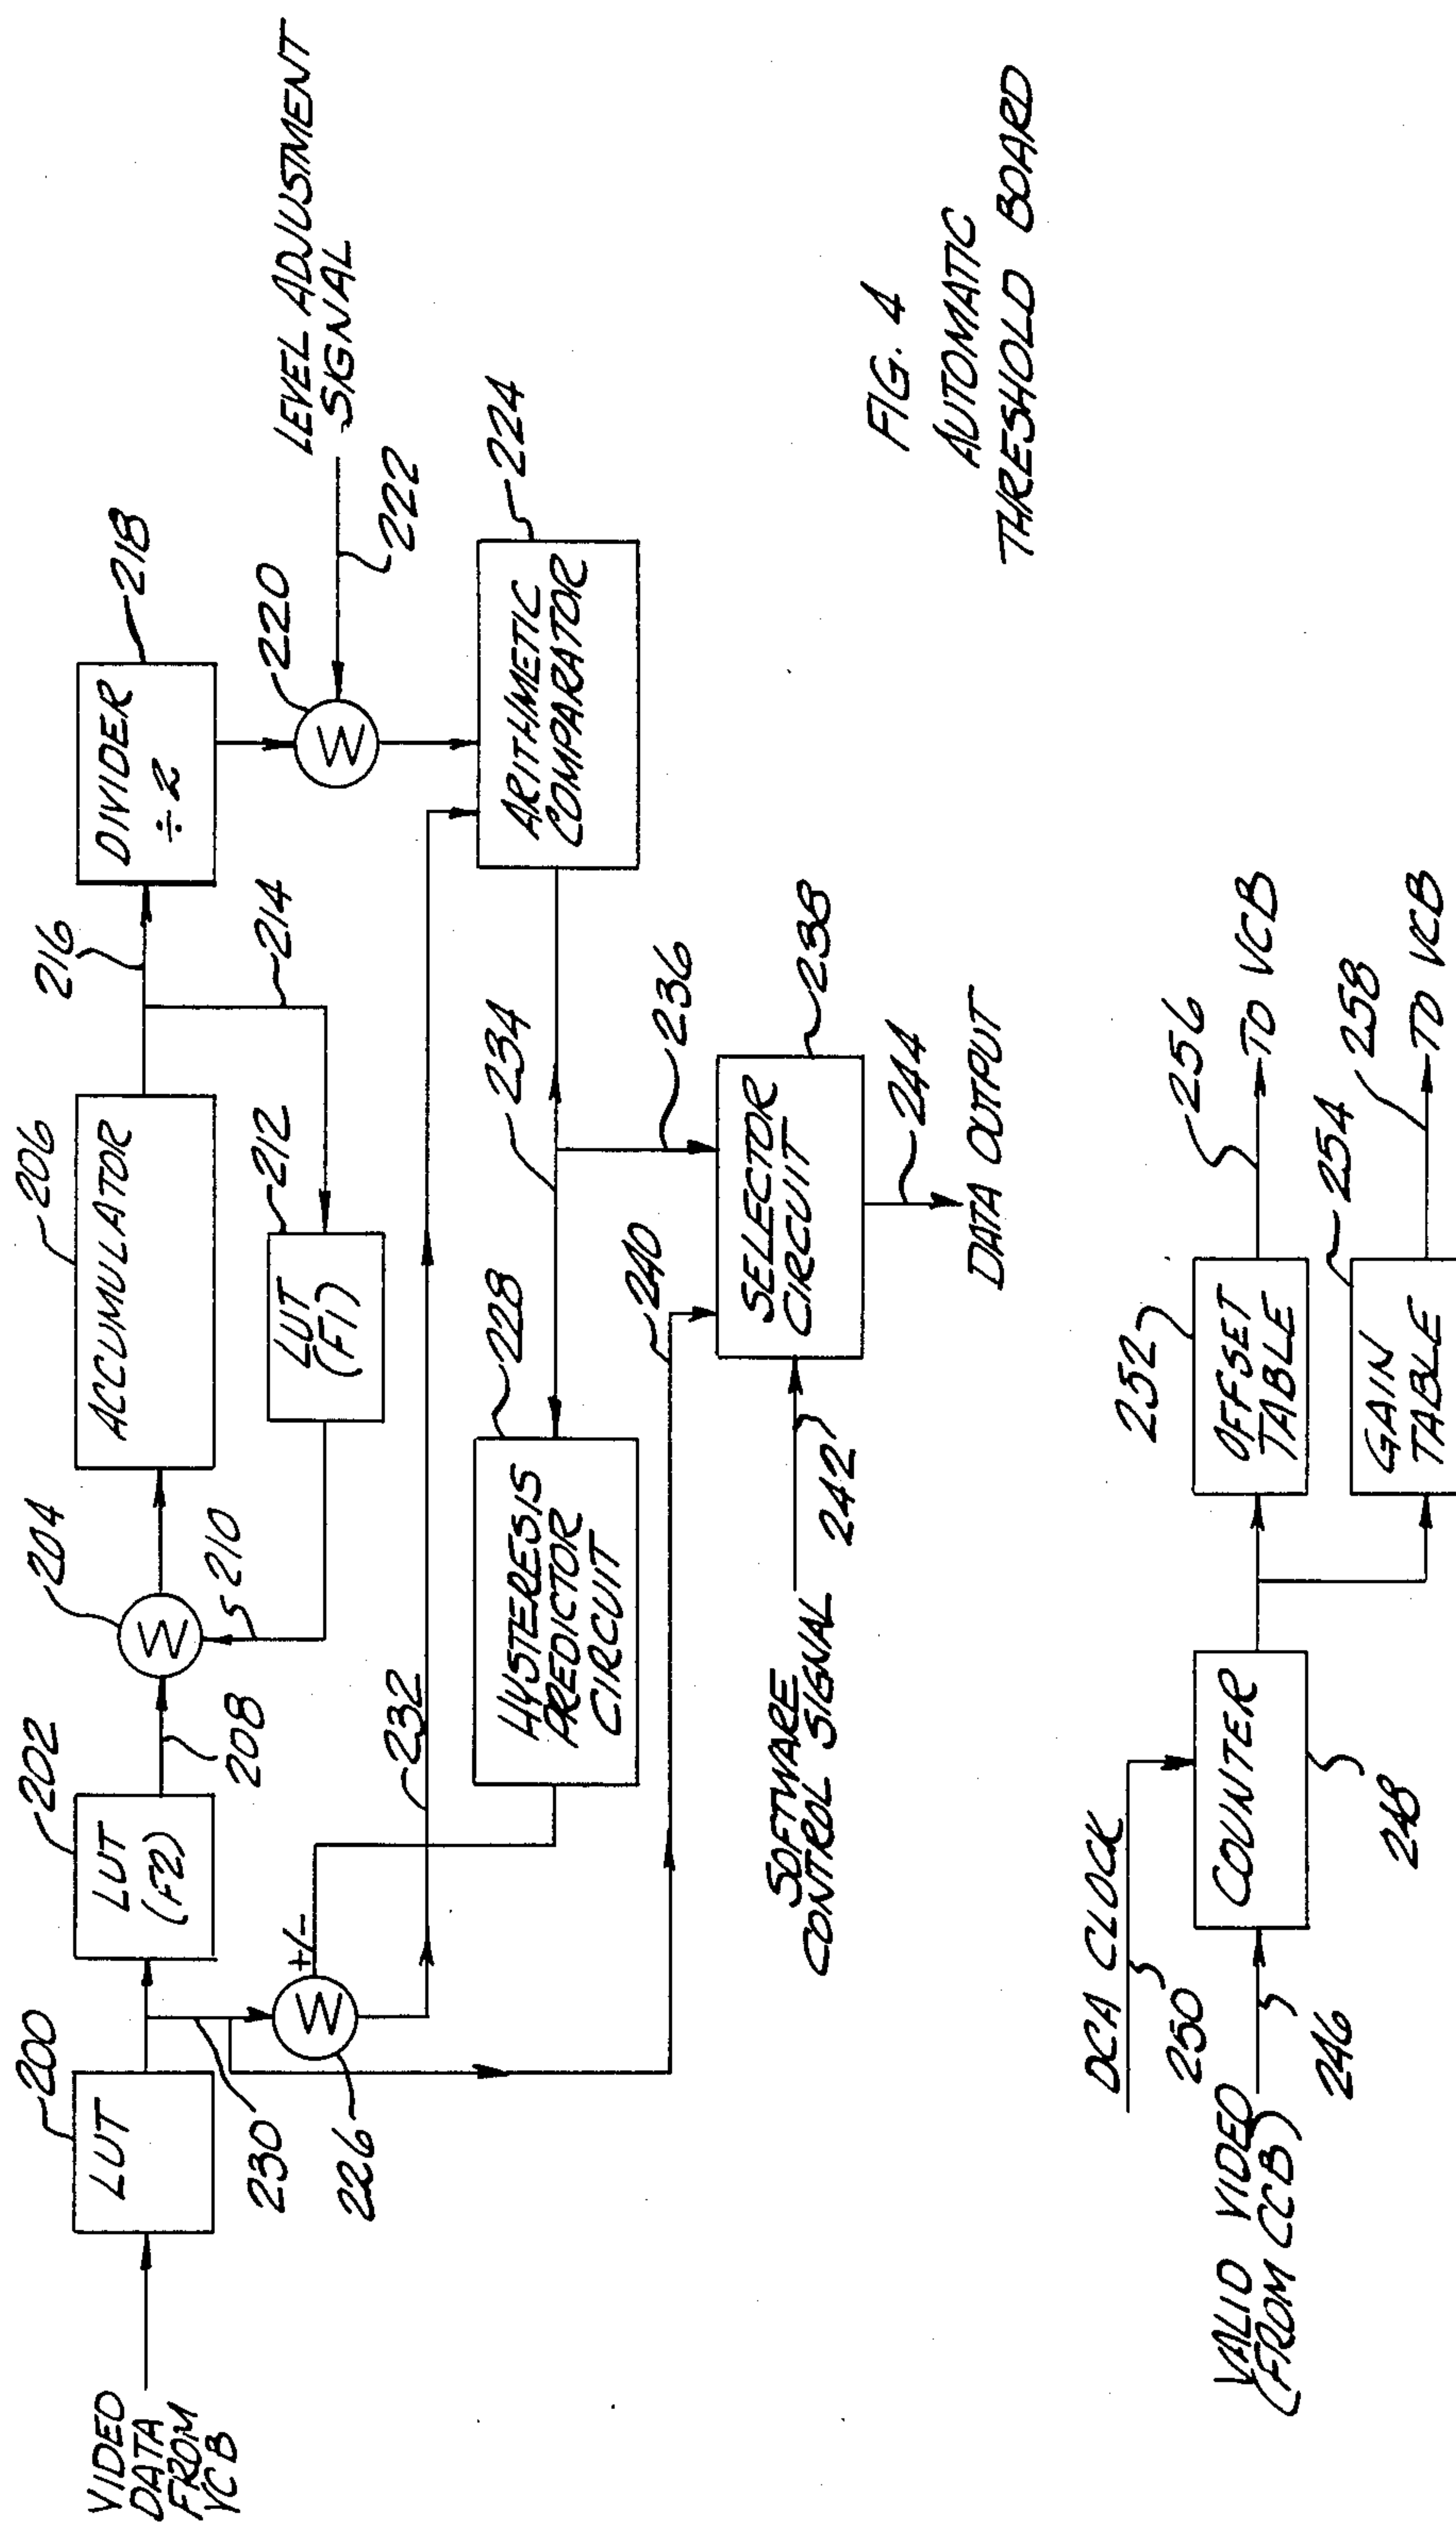 VIDEO
DATA
FROM
VCB
200
LUT
202
LUT
(F2)
208
204
Σ
210
206
ACCUMULATOR
212
LUT
(F1)
214
216
218
DIVIDER
÷ 2
220
Σ
LEVEL ADJUSTMENT
SIGNAL
222
224
ARITHMETIC
COMPARATOR
230
226
Σ
+/-
232
228
HYSTERESIS
PREDICTOR
CIRCUIT
234
236
240
238
SELECTOR
CIRCUIT
SOFTWARE
CONTROL SIGNAL
242
244
DATA OUTPUT
FIG. 4
AUTOMATIC
THRESHOLD BOARD
DCA CLOCK
250
VALID VIDEO
(FROM CCB)
246
COUNTER
248
252
OFFSET
TABLE
256
TO VCB
254
GAIN
TABLE
258
TO VCB